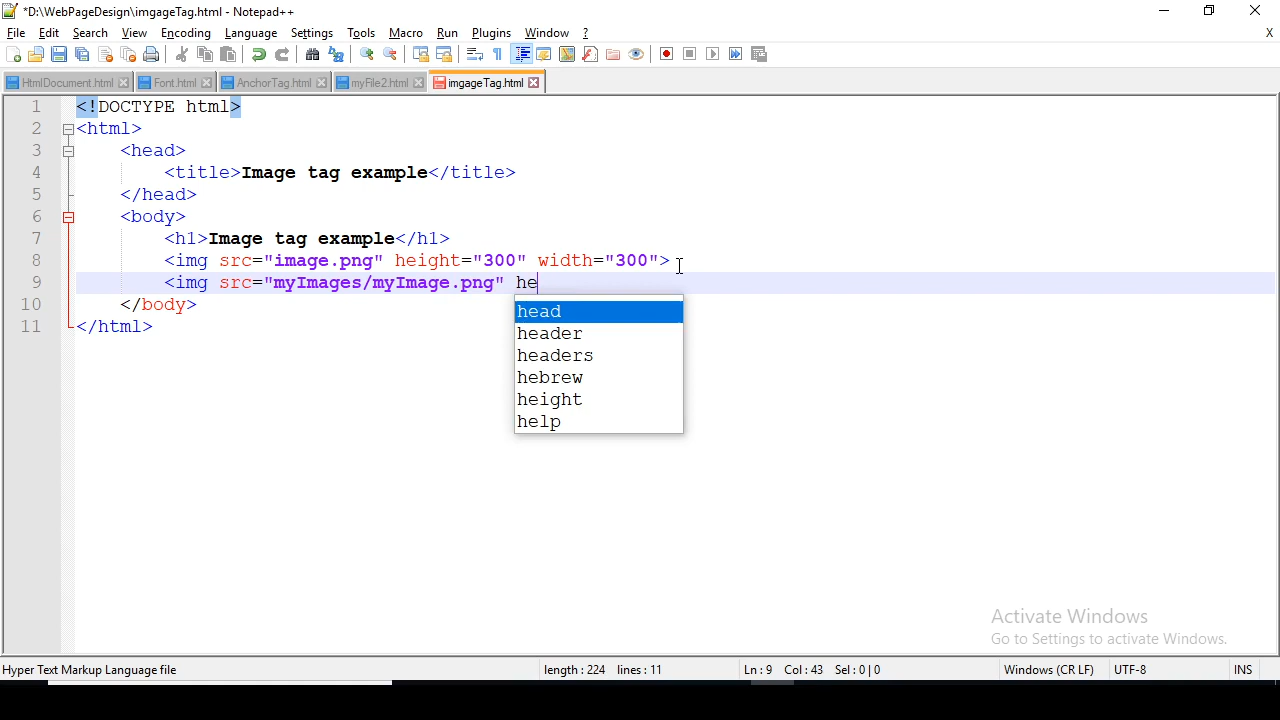 *D:\WebPageDesign\imgageTag.html - Notepad++
File Edit Search View Encoding Language Settings Tools Macro Run Plugins Window ? X
HtmlDocument.html Font.html AnchorTag.html myFile2.html imgageTag.html
1 <!DOCTYPE html>
2 <html>
3 <head>
4 <title>Image tag example</title>
5 </head>
6 <body>
7 <h1>Image tag example</h1>
8 <img src="image.png" height="300" width="300">
9 <img src="myImages/myImage.png" he
10 </body>
11 </html>
head
header
headers
hebrew
height
help
Activate Windows
Go to Settings to activate Windows.
Hyper Text Markup Language file length : 224 lines : 11 Ln : 9 Col : 43 Sel : 0 | 0 Windows (CR LF) UTF-8 INS